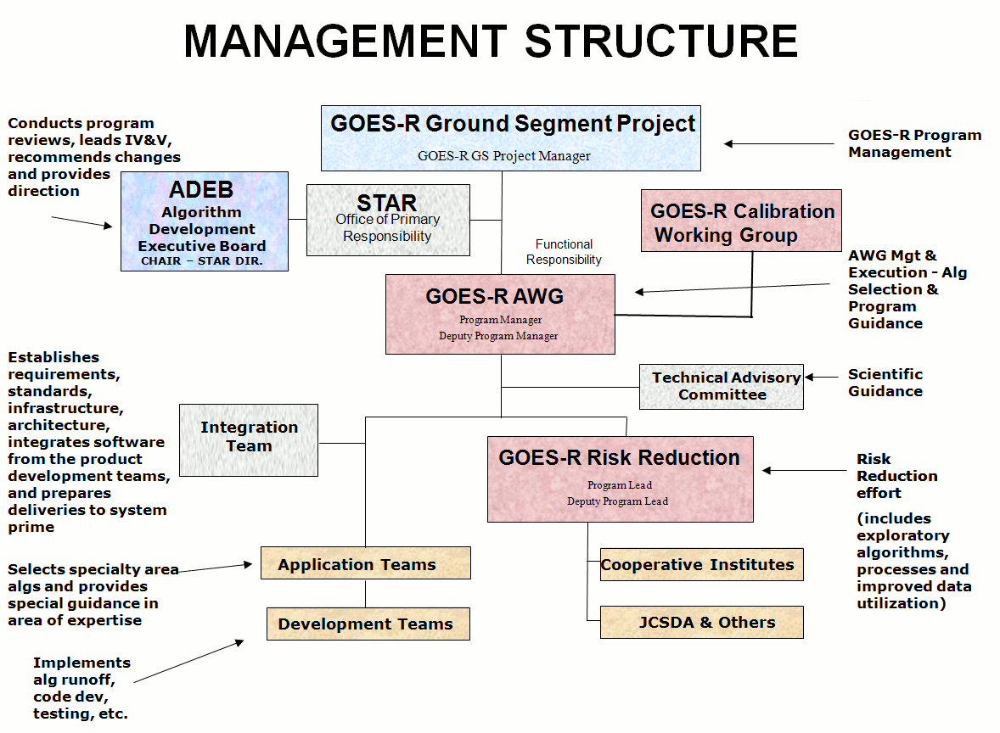 MANAGEMENT STRUCTURE
Conducts program
reviews, leads IV&V,
recommends changes
and provides
direction
GOES-R Ground Segment Project
GOES-R GS Project Manager
GOES-R Program
Management
ADEB
Algorithm
Development
Executive Board
CHAIR – STAR DIR.
STAR
Office of Primary
Responsibility
GOES-R Calibration
Working Group
Functional
Responsibility
AWG Mgt &
Execution - Alg
Selection &
Program
Guidance
GOES-R AWG
Program Manager
Deputy Program Manager
Technical Advisory
Committee
Scientific
Guidance
Establishes
requirements,
standards,
infrastructure,
architecture,
integrates software
from the product
development teams,
and prepares
deliveries to system
prime
Integration
Team
GOES-R Risk Reduction
Program Lead
Deputy Program Lead
Risk
Reduction
effort
(includes
exploratory
algorithms,
processes and
improved data
utilization)
Selects specialty area
algs and provides
special guidance in
area of expertise
Application Teams
Cooperative Institutes
Development Teams
JCSDA & Others
Implements
alg runoff,
code dev,
testing, etc.